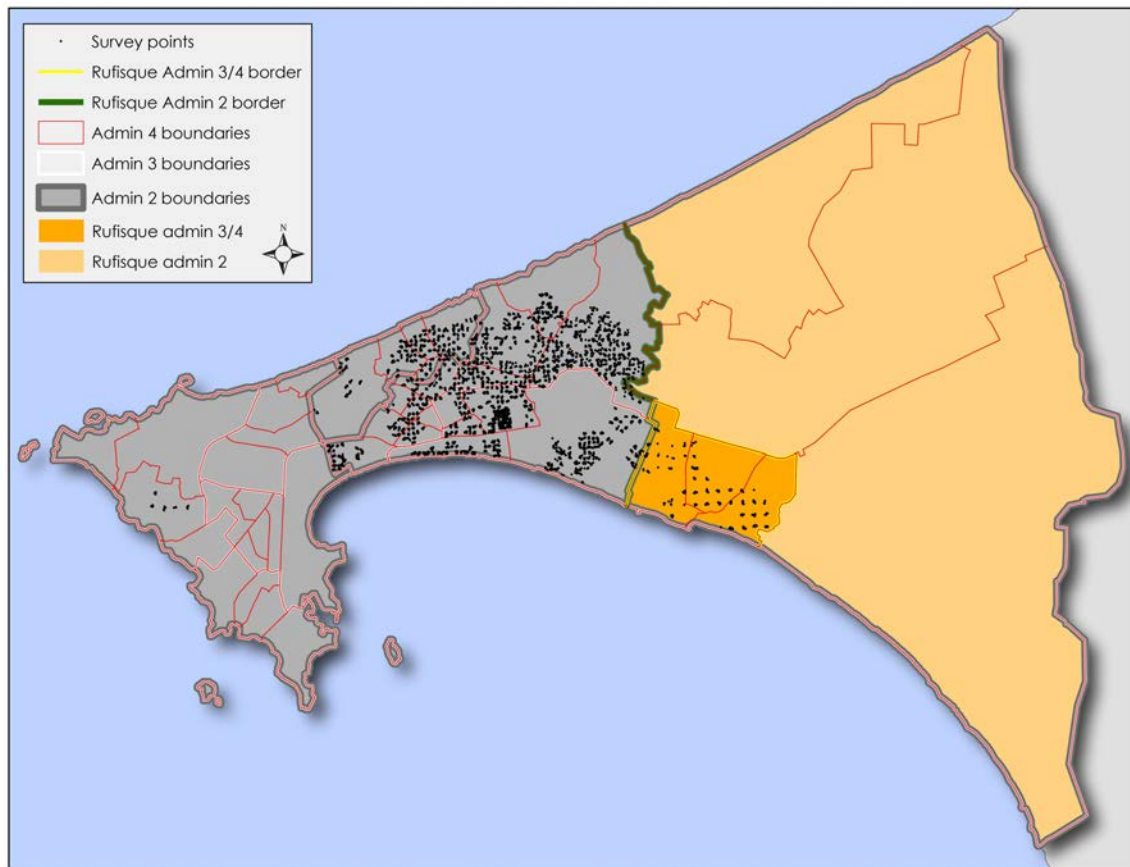 Survey points
Rufisque Admin 3/4 border
Rufisque Admin 2 border
Admin 4 boundaries
Admin 3 boundaries
Admin 2 boundaries
Rufisque admin 3/4
Rufisque admin 2
N